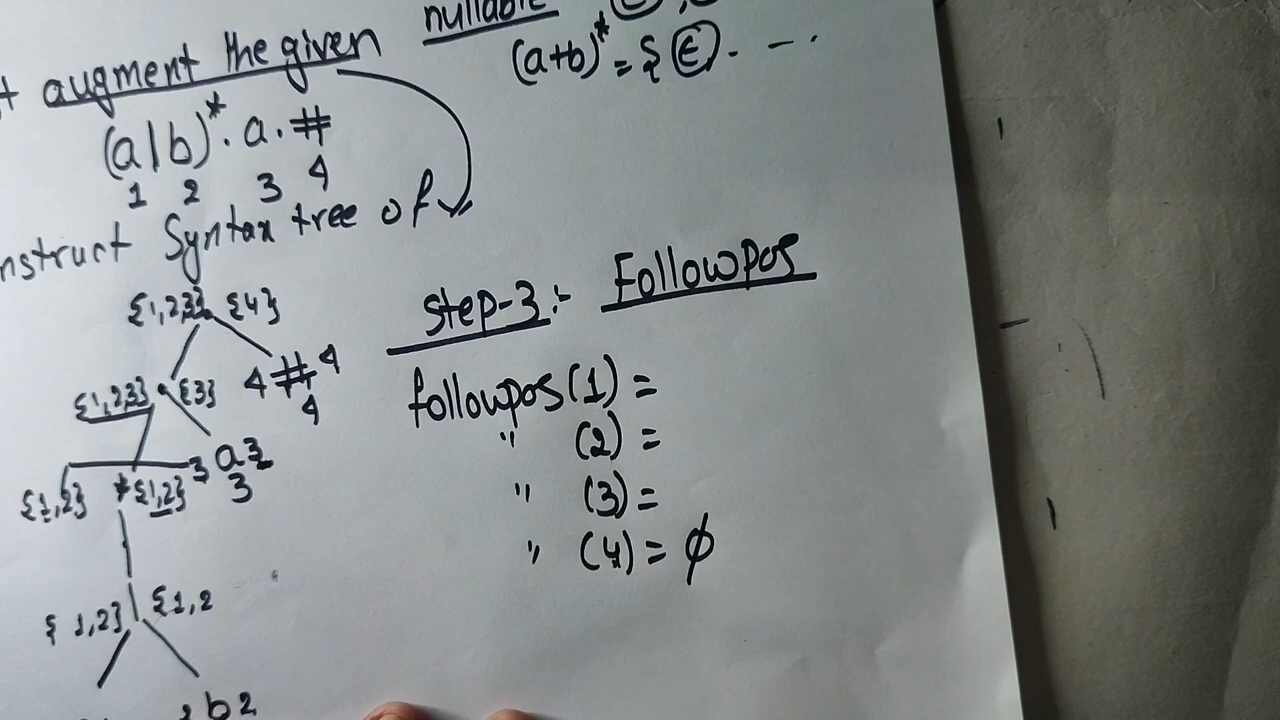 nullable
augment the given
(a+b)* = {Є}. - - .
(a|b)*.a.#
1 2 3 4
nstruct Syntax tree of
{1,2,3} {4}
{1,2,3} {3} 4 # 4
4
3 a 3
3
{1,2} * {1,2}
{1,2} {1,2
b 2
Step-3:- Followpos
followpos(1) =
" (2) =
" (3) =
" (4) = ϕ